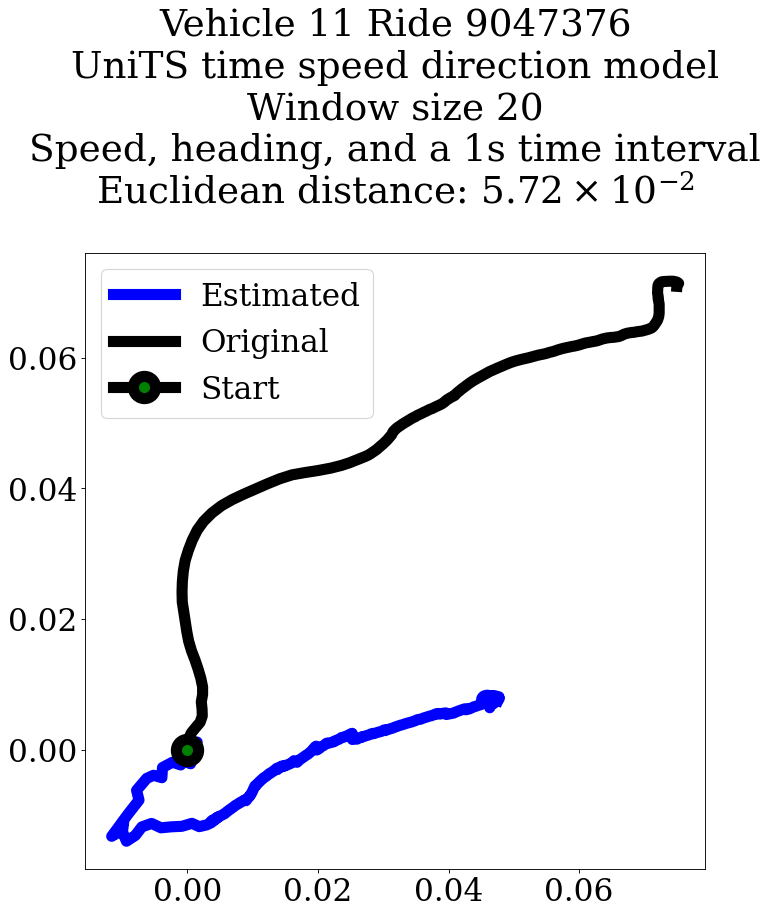 Vehicle 11 Ride 9047376
UniTS time speed direction model
Window size 20
Speed, heading, and a 1s time interval
Euclidean distance: 5.72 × 10⁻²
Estimated
Original
Start
0.06
0.04
0.02
0.00
0.00 0.02 0.04 0.06